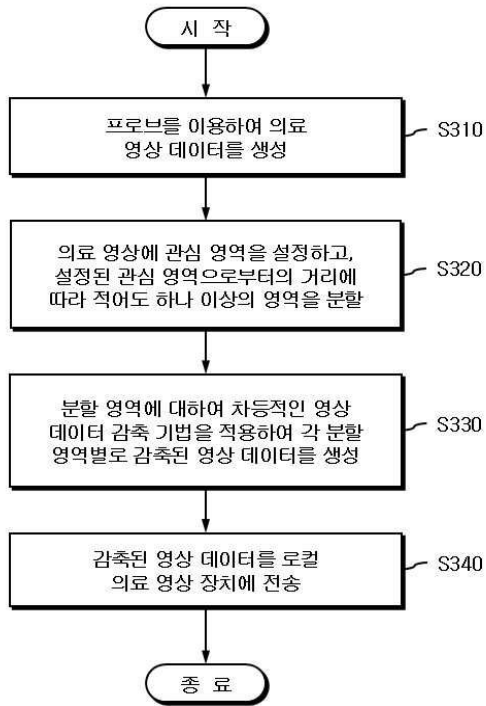 시 작
프로브를 이용하여 의료
영상 데이터를 생성
S310
의료 영상에 관심 영역을 설정하고,
설정된 관심 영역으로부터의 거리에
따라 적어도 하나 이상의 영역을 분할
S320
분할 영역에 대하여 차등적인 영상
데이터 감축 기법을 적용하여 각 분할
영역별로 감축된 영상 데이터를 생성
S330
감축된 영상 데이터를 로컬
의료 영상 장치에 전송
S340
종 료